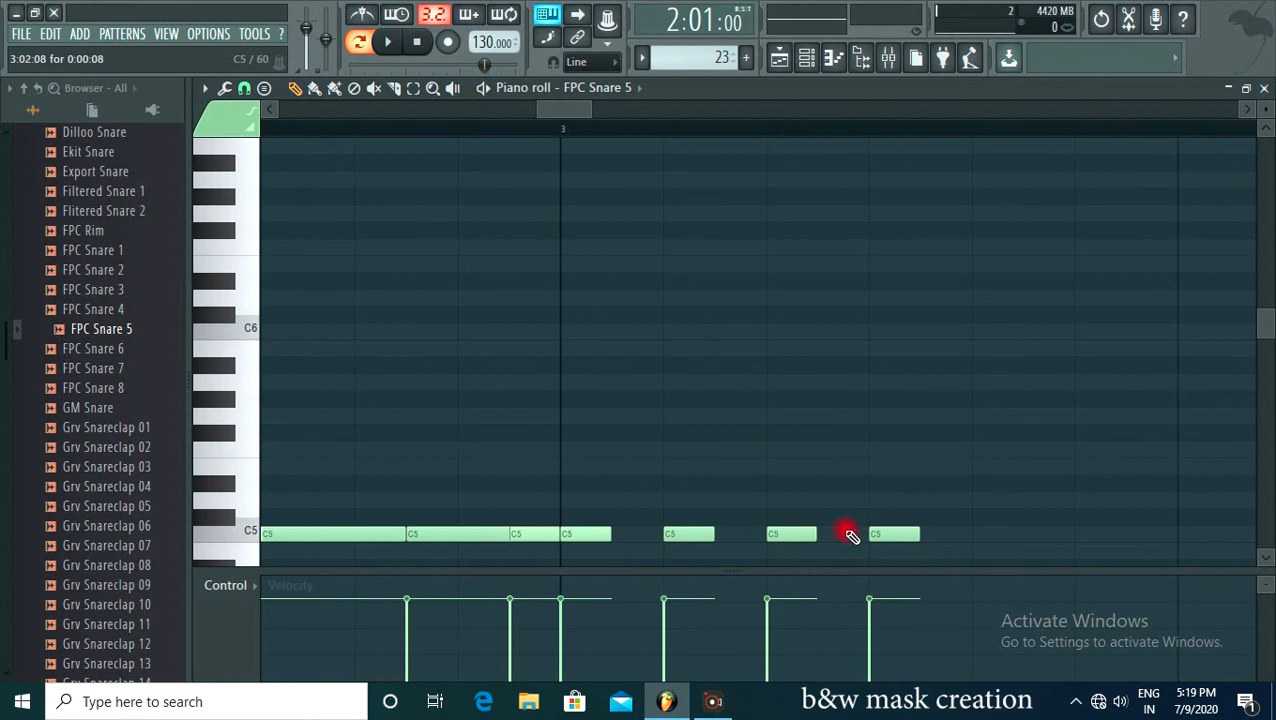 FILE EDIT ADD PATTERNS VIEW OPTIONS TOOLS ?
3:02:08 for 0:00:08 C5 / 60
3.2.
130.000
Line
2:01:00
B:S:T
23
2 4420 MB
0
Browser - All
Piano roll - FPC Snare 5
3
Dilloo Snare
Ekit Snare
Export Snare
Filtered Snare 1
Flitered Snare 2
FPC Rim
FPC Snare 1
FPC Snare 2
FPC Snare 3
FPC Snare 4
FPC Snare 5
FPC Snare 6
FPC Snare 7
FPC Snare 8
GM Snare
Grv Snareclap 01
Grv Snareclap 02
Grv Snareclap 03
Grv Snareclap 04
Grv Snareclap 05
Grv Snareclap 06
Grv Snareclap 07
Grv Snareclap 08
Grv Snareclap 09
Grv Snareclap 10
Grv Snareclap 11
Grv Snareclap 12
Grv Snareclap 13
C6
C5
C5 C5 C5 C5 C5 C5 C5
Control Velocity
Activate Windows
Go to Settings to activate Windows.
Type here to search
b&w mask creation
ENG
IN
5:19 PM
7/9/2020
1